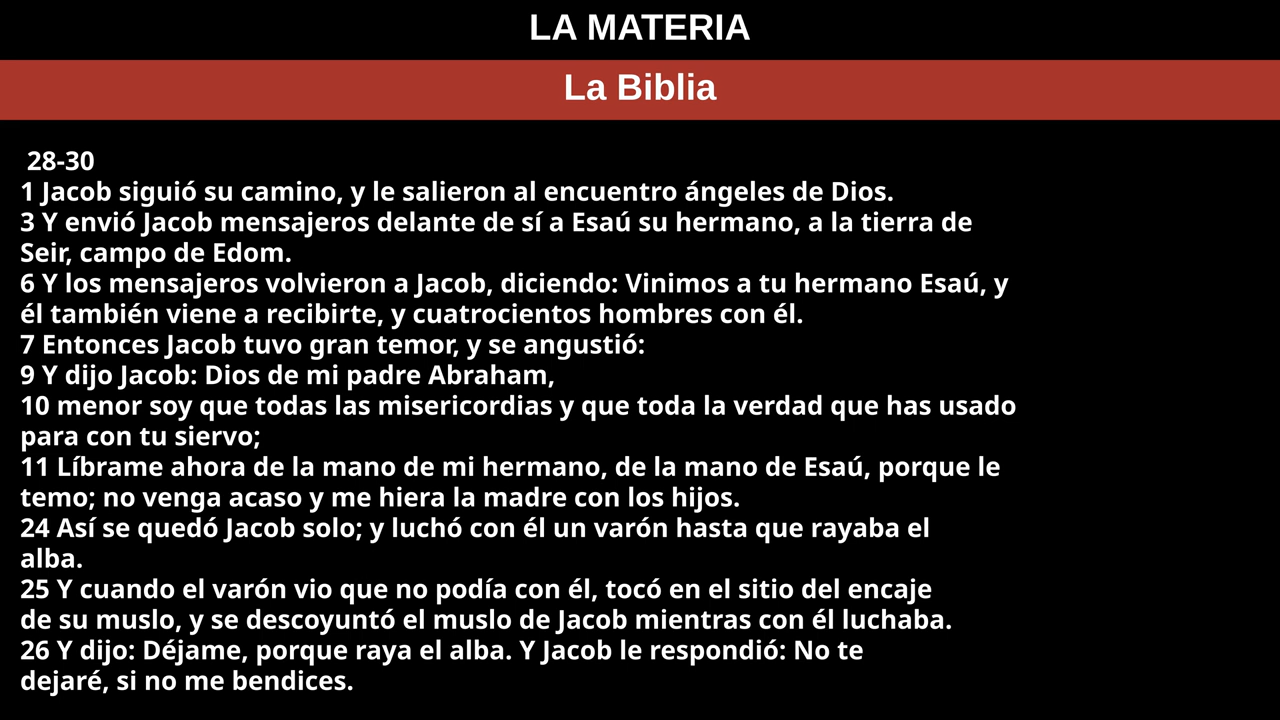 LA MATERIA
La Biblia
28-30
1 Jacob siguió su camino, y le salieron al encuentro ángeles de Dios.
3 Y envió Jacob mensajeros delante de sí a Esaú su hermano, a la tierra de
Seir, campo de Edom.
6 Y los mensajeros volvieron a Jacob, diciendo: Vinimos a tu hermano Esaú, y
él también viene a recibirte, y cuatrocientos hombres con él.
7 Entonces Jacob tuvo gran temor, y se angustió:
9 Y dijo Jacob: Dios de mi padre Abraham,
10 menor soy que todas las misericordias y que toda la verdad que has usado
para con tu siervo;
11 Líbrame ahora de la mano de mi hermano, de la mano de Esaú, porque le
temo; no venga acaso y me hiera la madre con los hijos.
24 Así se quedó Jacob solo; y luchó con él un varón hasta que rayaba el
alba.
25 Y cuando el varón vio que no podía con él, tocó en el sitio del encaje
de su muslo, y se descoyuntó el muslo de Jacob mientras con él luchaba.
26 Y dijo: Déjame, porque raya el alba. Y Jacob le respondió: No te
dejaré, si no me bendices.